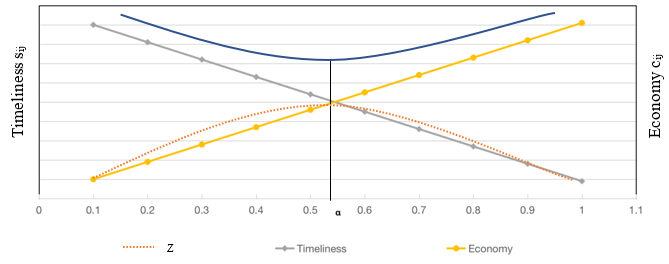 Timeliness sij
Economy cij
0 0.1 0.2 0.3 0.4 0.5 α 0.6 0.7 0.8 0.9 1 1.1
Z Timeliness Economy